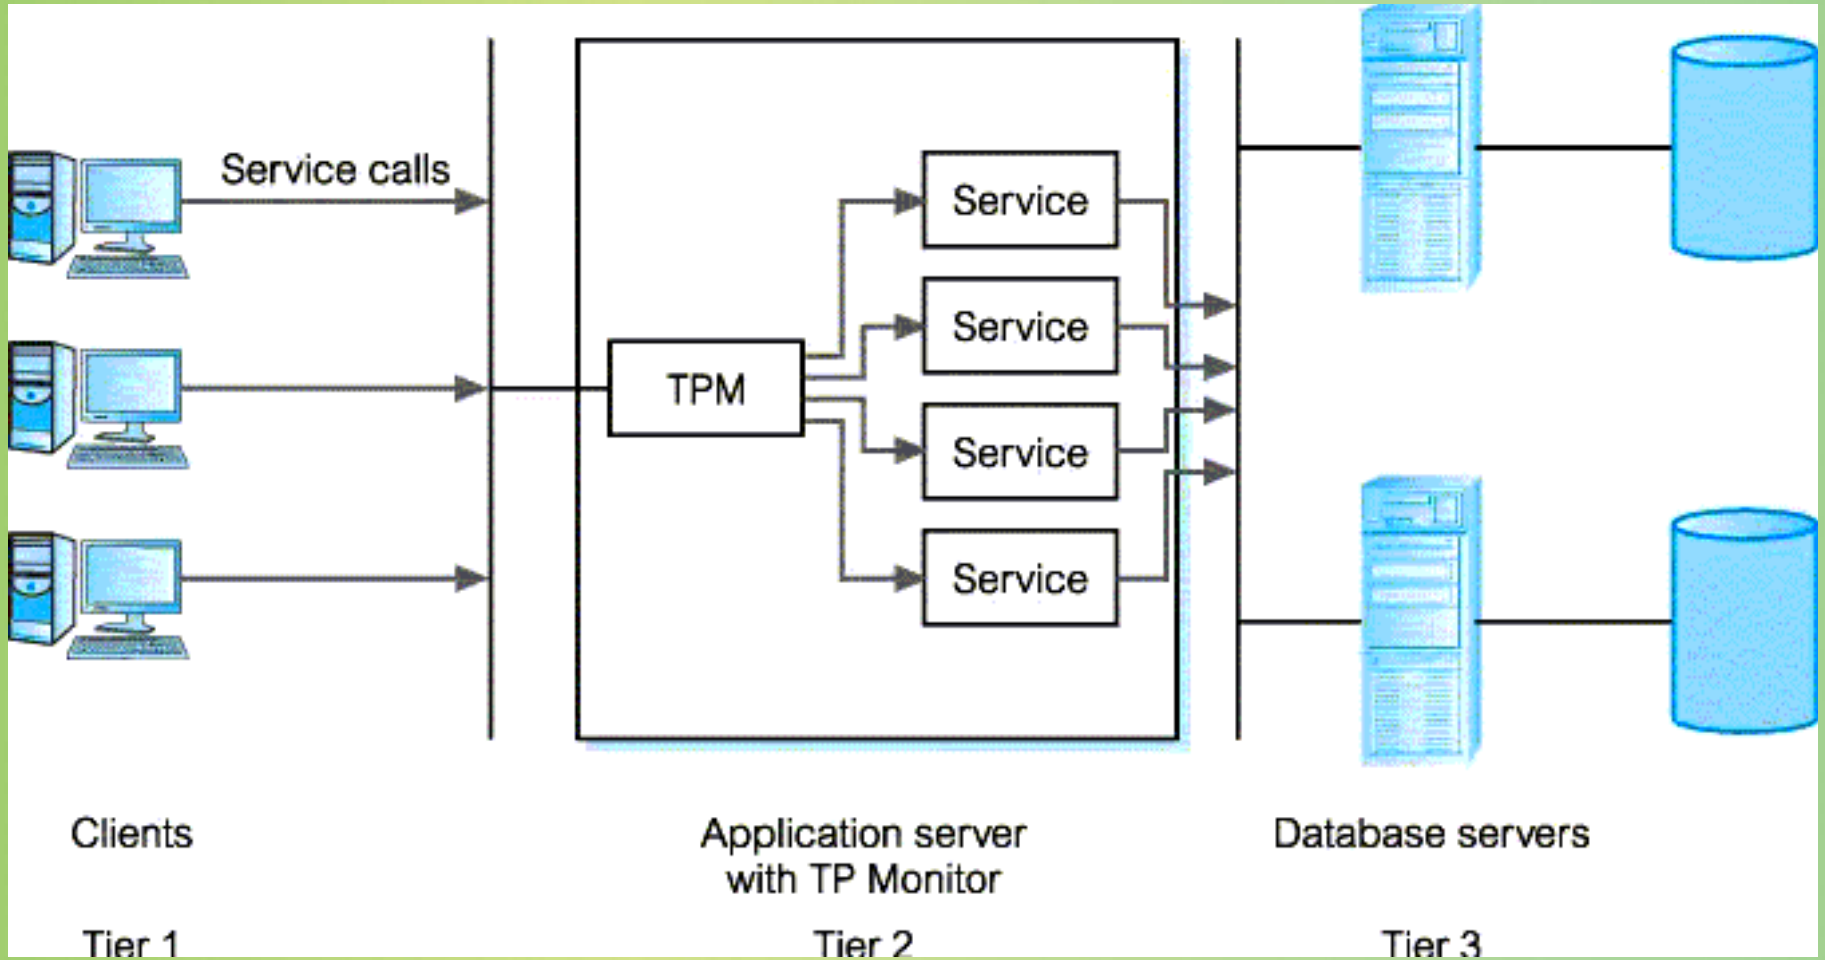 Service calls
Service
Service
TPM
Service
Service
Clients
Application server
with TP Monitor
Database servers
Tier 1
Tier 2
Tier 3